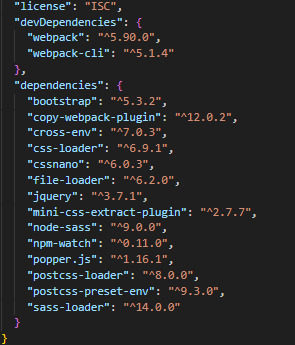 "license": "ISC",
"devDependencies": {
"webpack": "^5.90.0",
"webpack-cli": "^5.1.4"
},
"dependencies": {
"bootstrap": "^5.3.2",
"copy-webpack-plugin": "^12.0.2",
"cross-env": "^7.0.3",
"css-loader": "^6.9.1",
"cssnano": "^6.0.3",
"file-loader": "^6.2.0",
"jquery": "^3.7.1",
"mini-css-extract-plugin": "^2.7.7",
"node-sass": "^9.0.0",
"npm-watch": "^0.11.0",
"popper.js": "^1.16.1",
"postcss-loader": "^8.0.0",
"postcss-preset-env": "^9.3.0",
"sass-loader": "^14.0.0"
}
}